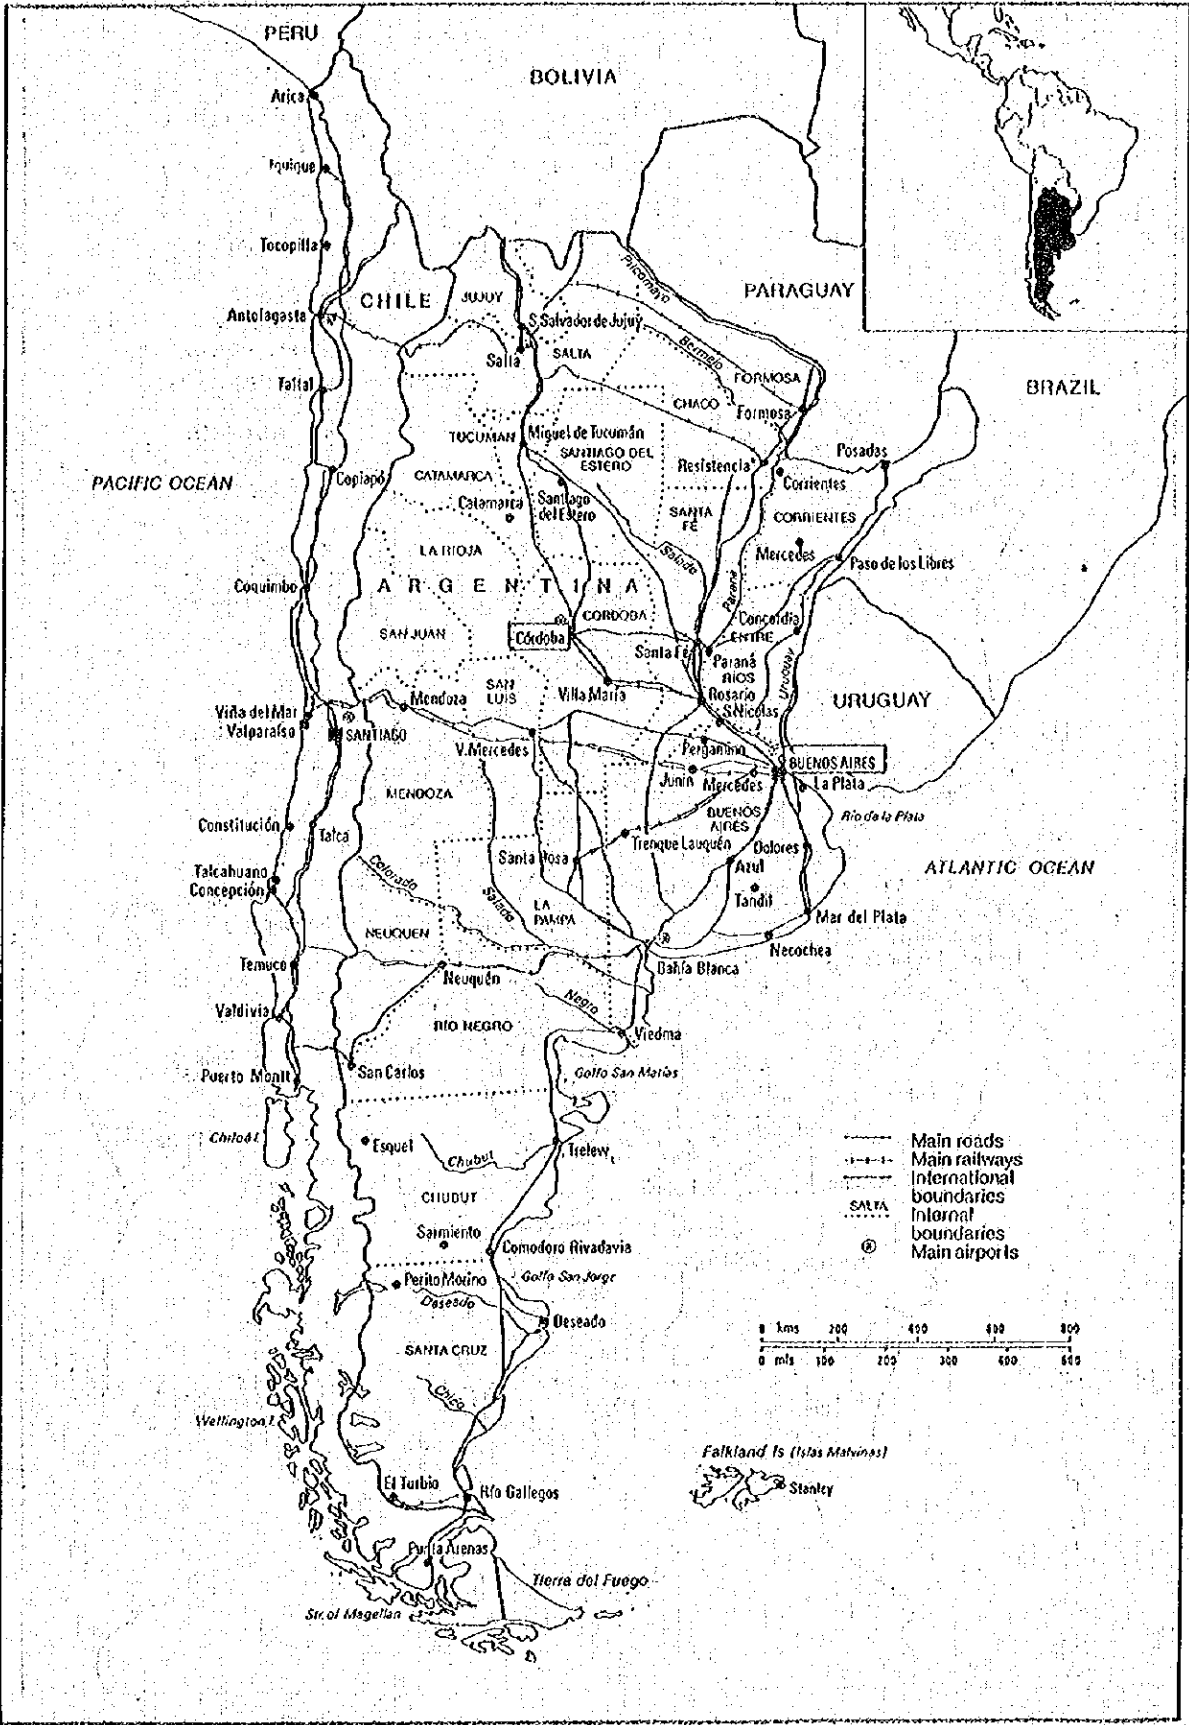 PERU
BOLIVIA
Arica
Iquique
Tocopilla
Pilcomayo
PARAGUAY
CHILE
JUJUY
Antofagasta
S. Salvador de Jujuy
Salta
SALTA
Bermejo
FORMOSA
BRAZIL
Taltal
CHACO
Formosa
TUCUMAN
Miguel de Tucumán
SANTIAGO DEL
ESTERO
Resistencia
Posadas
PACIFIC OCEAN
Copiapó
CATAMARCA
Corrientes
Catamarca
Santiago
del Estero
SANTA
FÉ
CORRIENTES
LA RIOJA
Salado
Mercedes
Paso de los Libres
Coquimbo
ARGENTINA
Paraná
SAN JUAN
Córdoba
CORDOBA
Concordia
ENTRE
Santa Fé
Paraná
RIOS
Uruguay
SAN
LUIS
Mendoza
Villa María
Rosario
URUGUAY
Viña del Mar
Valparaíso
S. Nicolas
SANTIAGO
V. Mercedes
Pergamino
BUENOS AIRES
Junin
Mercedes
La Plata
MENDOZA
BUENOS
AIRES
Río de la Plata
Constitución
Talca
Trenque Lauquén
Dolores
Santa Rosa
Azul
ATLANTIC OCEAN
Talcahuano
Concepción
Colorado
Salado
Tandil
LA
PAMPA
Mar del Plata
NEUQUEN
Necochea
Temuco
Neuquén
Bahía Blanca
Negro
Valdivia
RIO NEGRO
Viedma
Puerto Montt
San Carlos
Golfo San Matías
Chiloé I.
Esquel
Chubut
Trelew
CHUBUT
Sarmiento
Comodoro Rivadavia
Perito Morino
Golfo San Jorge
Deseado
Deseado
SANTA CRUZ
Chico
Wellington I.
El Turbio
Río Gallegos
Punta Arenas
Tierra del Fuego
Str. of Magellan
Falkland Is (Islas Malvinas)
Stanley
Main roads
Main railways
International
boundaries
SALTA Internal
boundaries
Main airports
0 kms 200 400 600 800
0 mls 100 200 300 400 500